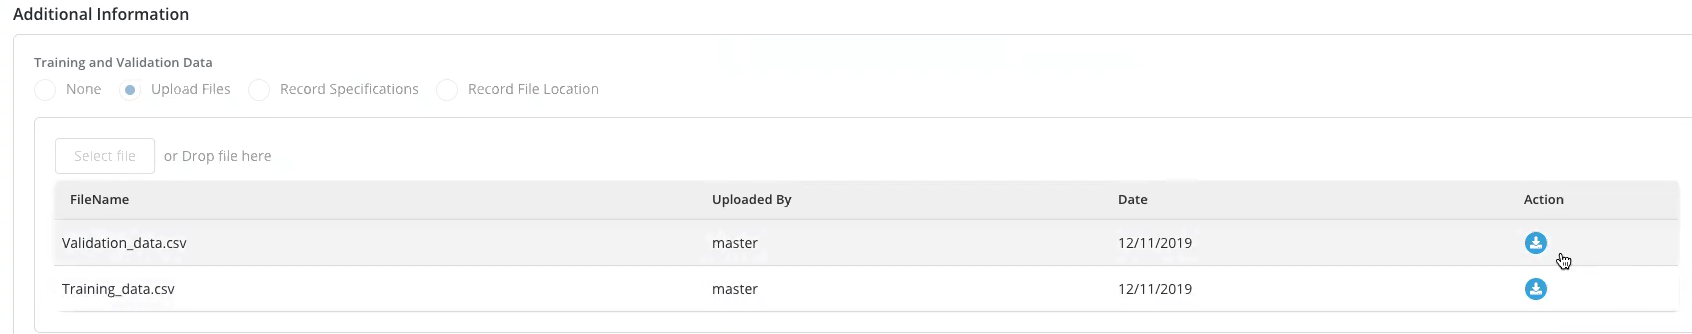 Additional Information
Training and Validation Data
None Upload Files Record Specifications Record File Location
Select file or Drop file here
FileName Uploaded By Date Action
Validation_data.csv master 12/11/2019
Training_data.csv master 12/11/2019